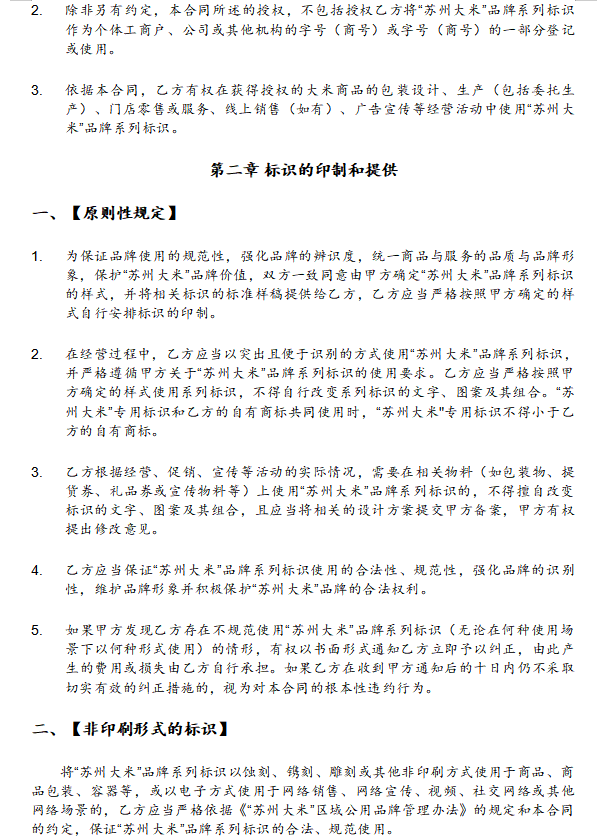 2. 除非另有约定，本合同所述的授权，不包括授权乙方将“苏州大米”品牌系列标识
作为个体工商户、公司或其他机构的字号（商号）或字号（商号）的一部分登记
或使用。
3. 依据本合同，乙方有权在获得授权的大米商品的包装设计、生产（包括委托生
产）、门店零售或服务、线上销售（如有）、广告宣传等经营活动中使用“苏州大
米”品牌系列标识。
第二章 标识的印制和提供
一、【原则性规定】
1. 为保证品牌使用的规范性，强化品牌的辨识度，统一商品与服务的品质与品牌形
象，保护“苏州大米”品牌价值，双方一致同意由甲方确定“苏州大米”品牌系列标识
的样式，并将相关标识的标准样稿提供给乙方，乙方应当严格按照甲方确定的样
式自行安排标识的印制。
2. 在经营过程中，乙方应当以突出且便于识别的方式使用“苏州大米”品牌系列标识，
并严格遵循甲方关于“苏州大米”品牌系列标识的使用要求。乙方应当严格按照甲
方确定的样式使用系列标识，不得自行改变系列标识的文字、图案及其组合。“苏
州大米”专用标识和乙方的自有商标共同使用时，“苏州大米"专用标识不得小于乙
方的自有商标。
3. 乙方根据经营、促销、宣传等活动的实际情况，需要在相关物料（如包装物、提
货券、礼品券或宣传物料等）上使用“苏州大米”品牌系列标识的，不得擅自改变
标识的文字、图案及其组合，且应当将相关的设计方案提交甲方备案，甲方有权
提出修改意见。
4. 乙方应当保证“苏州大米”品牌系列标识使用的合法性、规范性，强化品牌的识别
性，维护品牌形象并积极保护“苏州大米”品牌的合法权利。
5. 如果甲方发现乙方存在不规范使用“苏州大米”品牌系列标识（无论在何种使用场
景下以何种形式使用）的情形，有权以书面形式通知乙方立即予以纠正，由此产
生的费用或损失由乙方自行承担。如果乙方在收到甲方通知后的十日内仍不采取
切实有效的纠正措施的，视为对本合同的根本性违约行为。
二、【非印刷形式的标识】
将“苏州大米”品牌系列标识以蚀刻、镌刻、雕刻或其他非印刷方式使用于商品、商
品包装、容器等，或以电子方式使用于网络销售、网络宣传、视频、社交网络或其他
网络场景的，乙方应当严格依据《“苏州大米”区域公用品牌管理办法》的规定和本合同
的约定，保证“苏州大米”品牌系列标识的合法、规范使用。